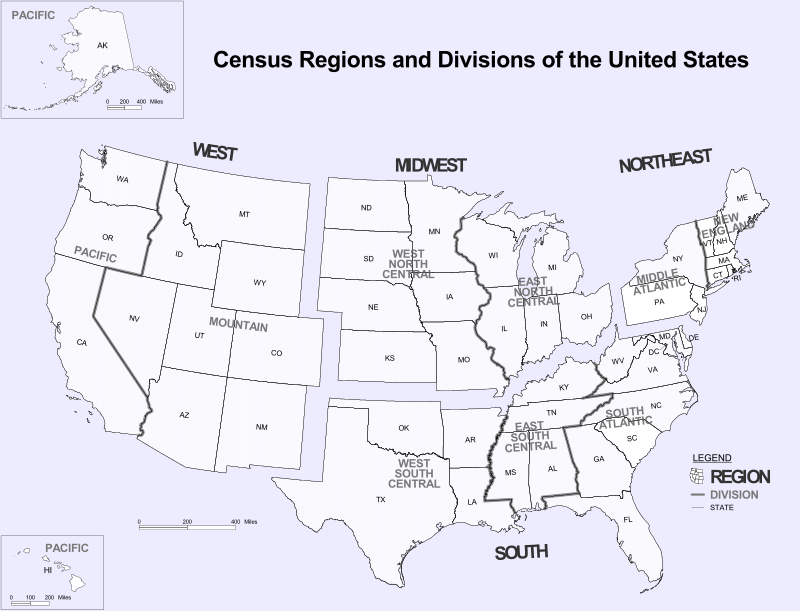 PACIFIC
AK
0 200 400 Miles
Census Regions and Divisions of the United States
WEST
MIDWEST
NORTHEAST
WA
OR
PACIFIC
CA
MT
ID
WY
NV
UT
MOUNTAIN
CO
AZ
NM
ND
MN
SD
WEST
NORTH
CENTRAL
NE
IA
KS
MO
WI
MI
EAST
NORTH
CENTRAL
IL
IN
OH
ME
NEW
ENGLAND
VT
NH
MA
CT
RI
NY
MIDDLE
ATLANTIC
PA
NJ
MD
DE
DC
WV
VA
KY
TN
NC
SOUTH
ATLANTIC
SC
GA
FL
EAST
SOUTH
CENTRAL
MS
AL
OK
AR
WEST
SOUTH
CENTRAL
TX
LA
SOUTH
0 200 400 Miles
PACIFIC
HI
0 100 200 Miles
LEGEND
REGION
DIVISION
STATE